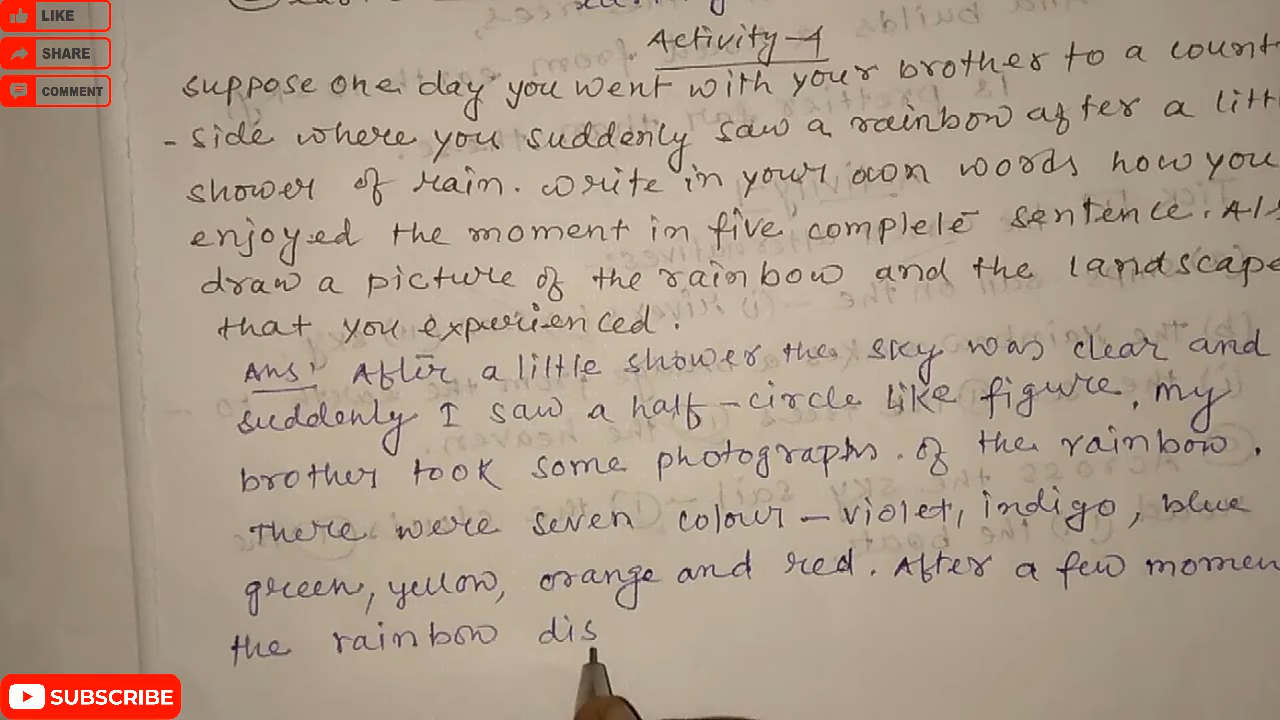 LIKE
SHARE
COMMENT
Activity-4
suppose one day you went with your brother to a count
- side where you suddenly saw a rainbow after a litt
shower of rain. write in your own words how you
enjoyed the moment in five complete sentence. Als
draw a picture of the rainbow and the landscape
that you experienced.
Ans: After a little shower the sky was clear and
suddenly I saw a half-circle like figure, my
brother took some photographs. of the rainbow.
There were seven colour - violet, indigo, blue
green, yellow, orange and red. After a few momen
the rainbow dis
SUBSCRIBE